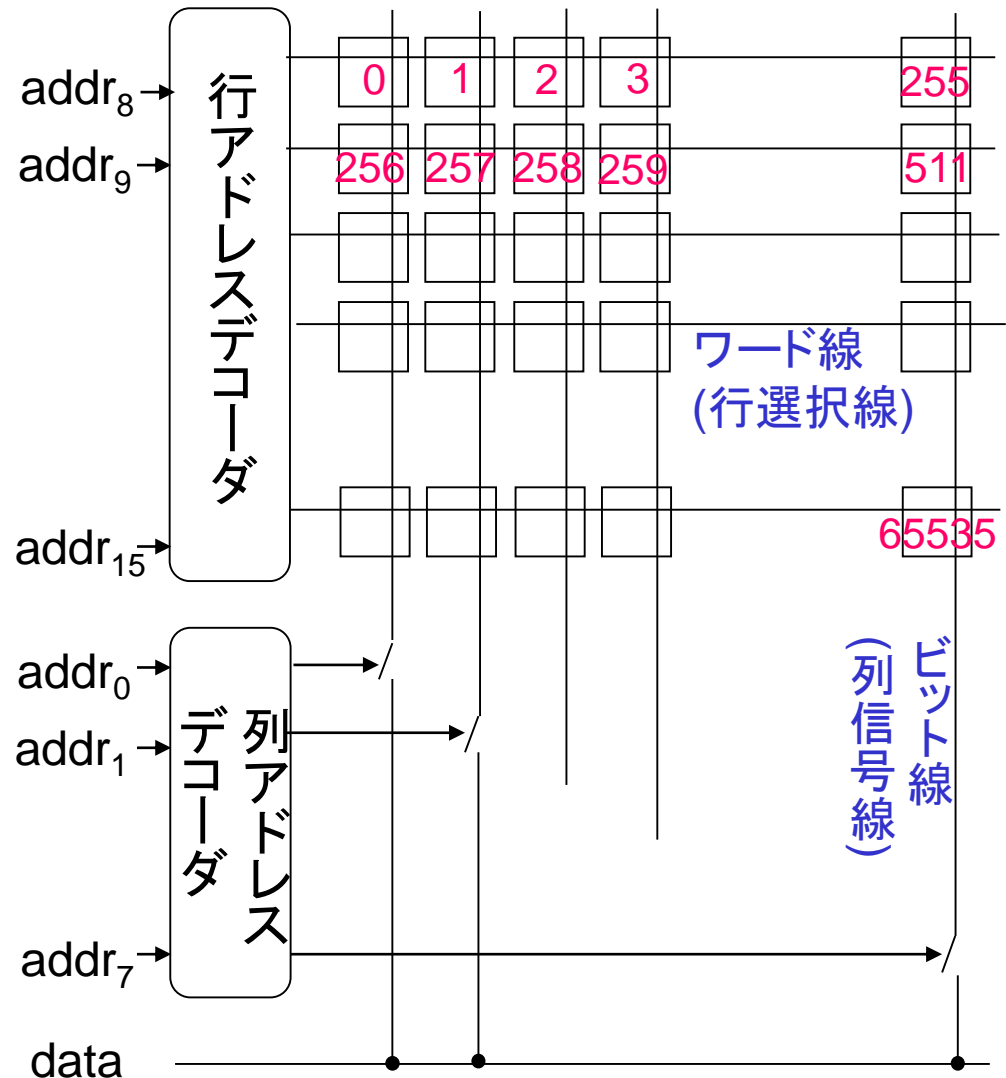 addr₈
addr₉
addr₁₅
行アドレスデコーダ
0 1 2 3 255
256 257 258 259 511
ワード線
(行選択線)
65535
addr₀
addr₁
addr₇
列アドレス
デコーダ
ビット線
(列信号線)
data